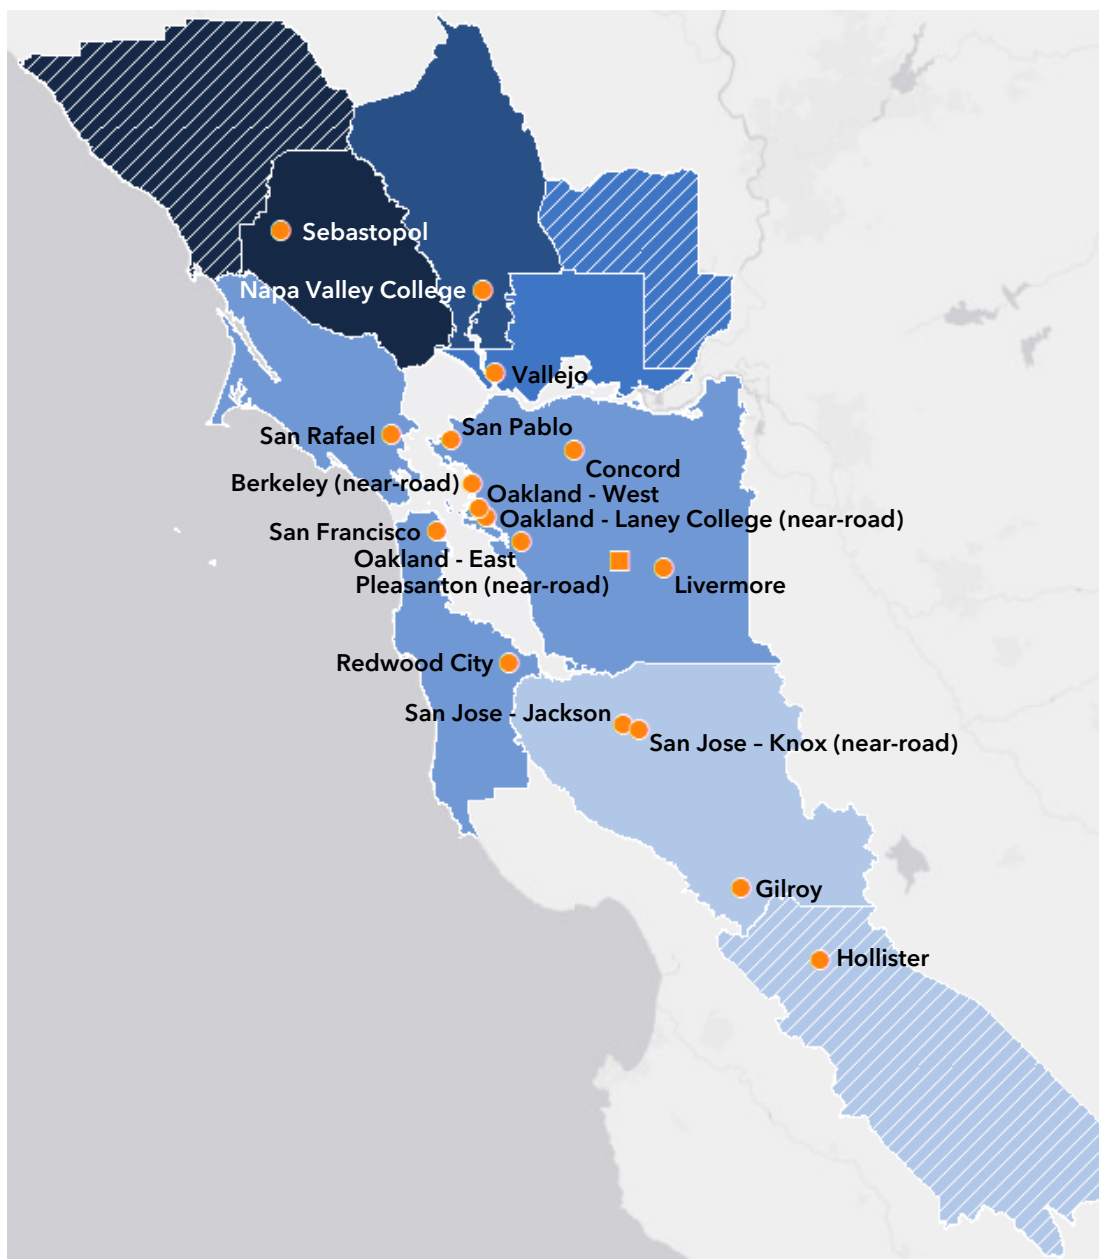 Sebastopol
Napa Valley College
Vallejo
San Pablo
San Rafael
Concord
Berkeley (near-road)
Oakland - West
Oakland - Laney College (near-road)
San Francisco
Oakland - East
Pleasanton (near-road)
Livermore
Redwood City
San Jose - Jackson
San Jose – Knox (near-road)
Gilroy
Hollister